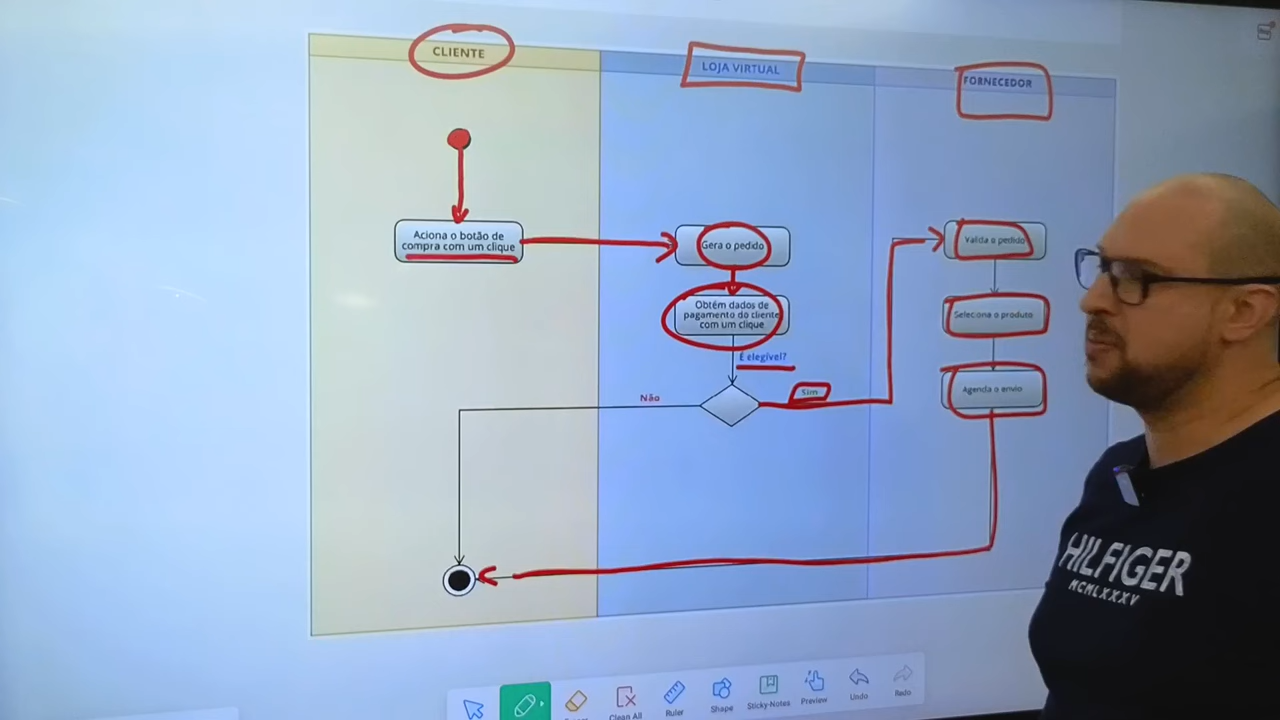 CLIENTE
LOJA VIRTUAL
FORNECEDOR
Aciona o botão de
compra com um clique
Gera o pedido
Valida o pedido
Obtém dados de
pagamento do cliente
com um clique
Seleciona o produto
É elegível?
Não
Sim
Agenda o envio
HILFIGER
MCMLXXXV
Clean All
Ruler
Shape
Sticky-Notes
Preview
Undo
Redo